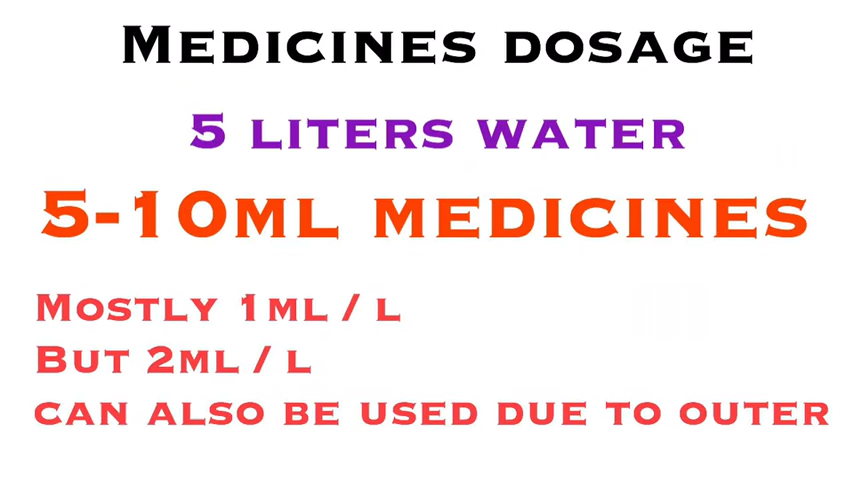 Medicines dosage
5 liters water
5-10ml medicines
Mostly 1ml / l
But 2ml / l
can also be used due to outer